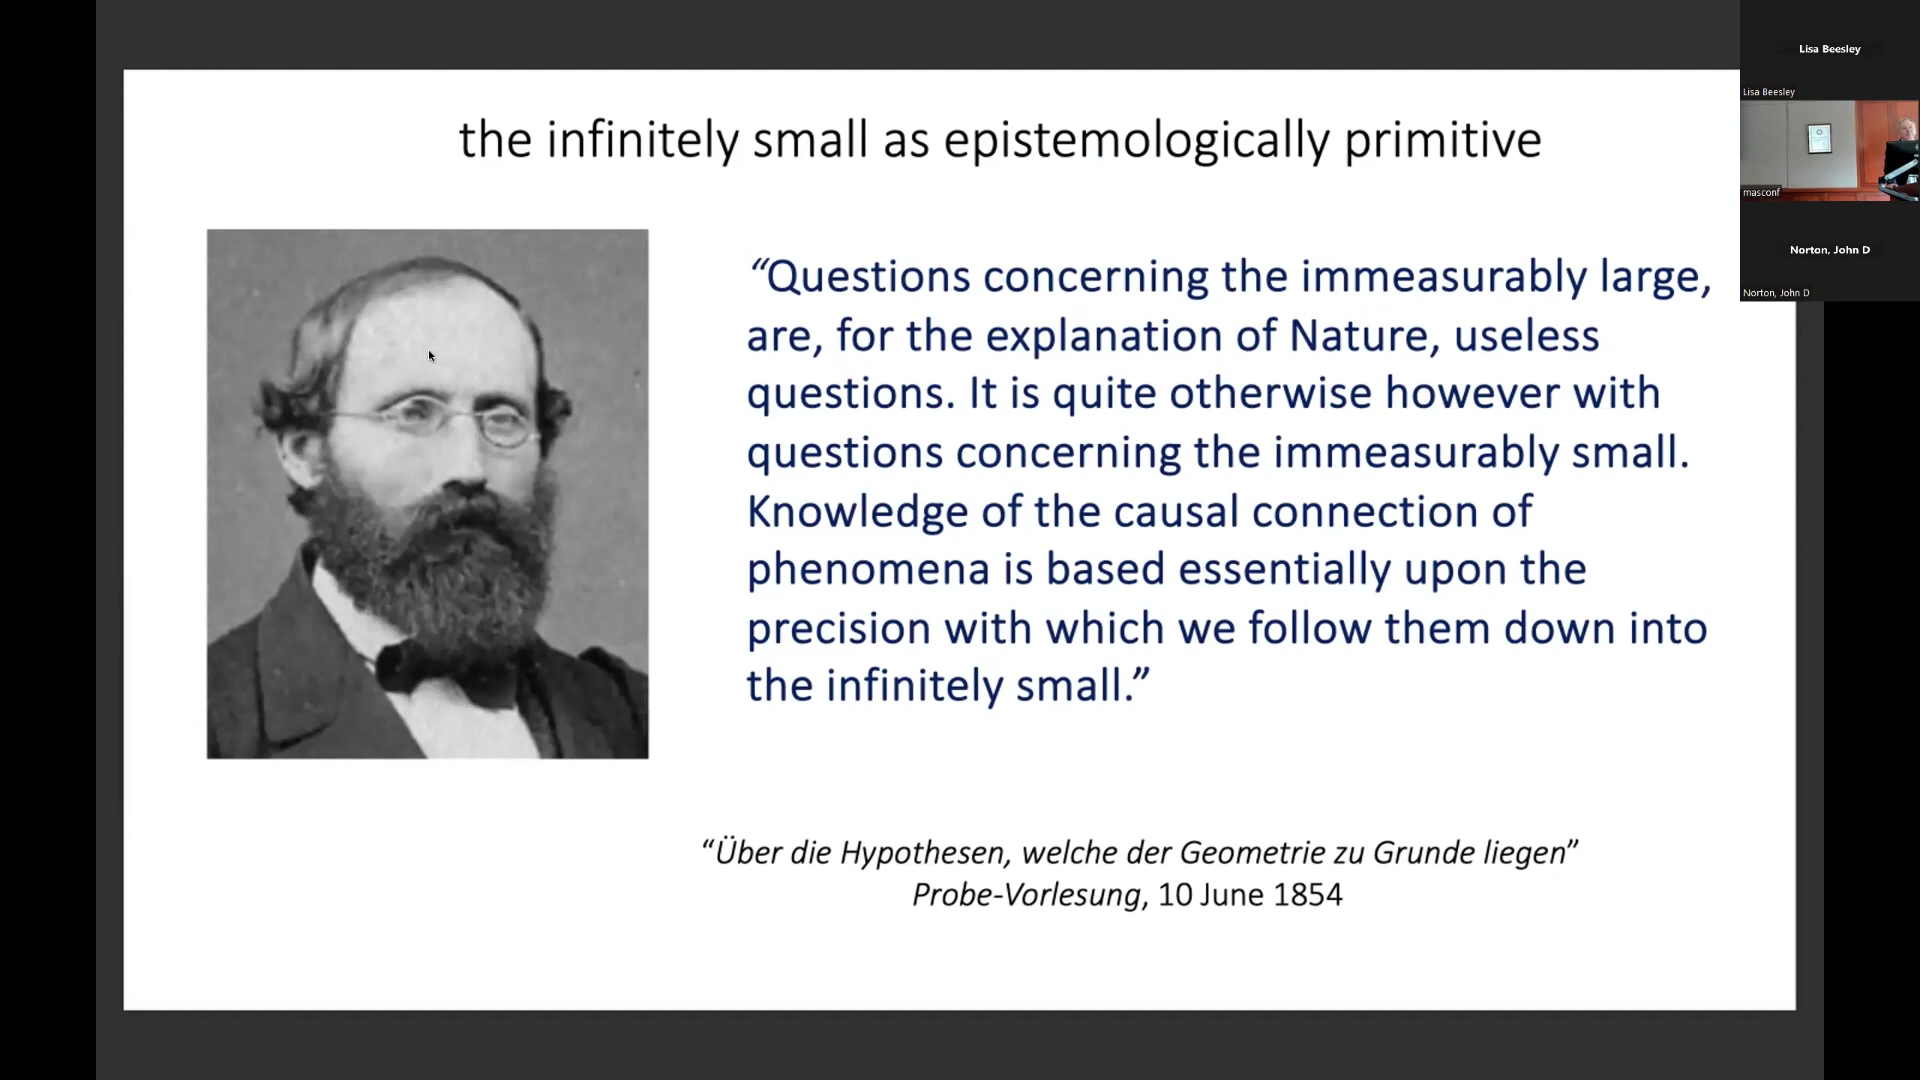 the infinitely small as epistemologically primitive
“Questions concerning the immeasurably large,
are, for the explanation of Nature, useless
questions. It is quite otherwise however with
questions concerning the immeasurably small.
Knowledge of the causal connection of
phenomena is based essentially upon the
precision with which we follow them down into
the infinitely small.”
“Über die Hypothesen, welche der Geometrie zu Grunde liegen”
Probe-Vorlesung, 10 June 1854
Lisa Beesley
Lisa Beesley
masconf
Norton, John D
Norton, John D